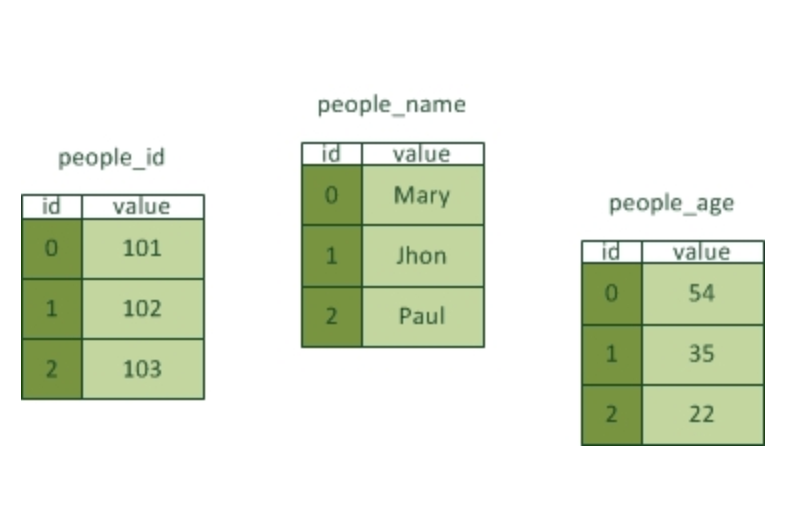 people_id
id value
0 101
1 102
2 103
people_name
id value
0 Mary
1 Jhon
2 Paul
people_age
id value
0 54
1 35
2 22